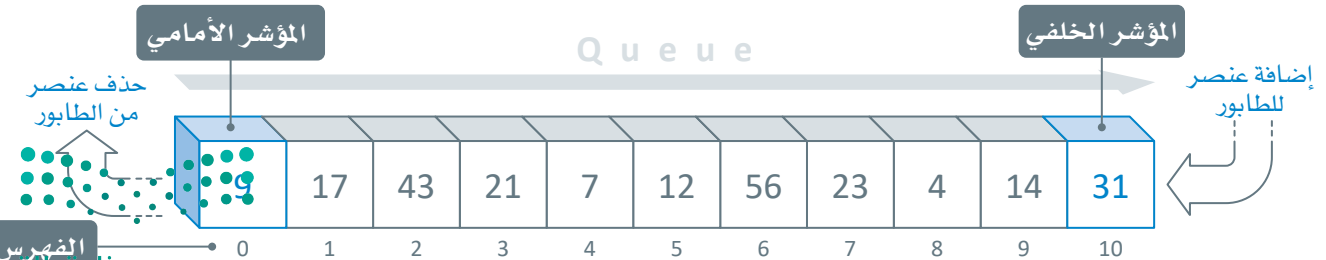 المؤشر الأمامي
Queue
المؤشر الخلفي
حذف عنصر
من الطابور
إضافة عنصر
للطابور
9 17 43 21 7 12 56 23 4 14 31
الفهرس
0 1 2 3 4 5 6 7 8 9 10